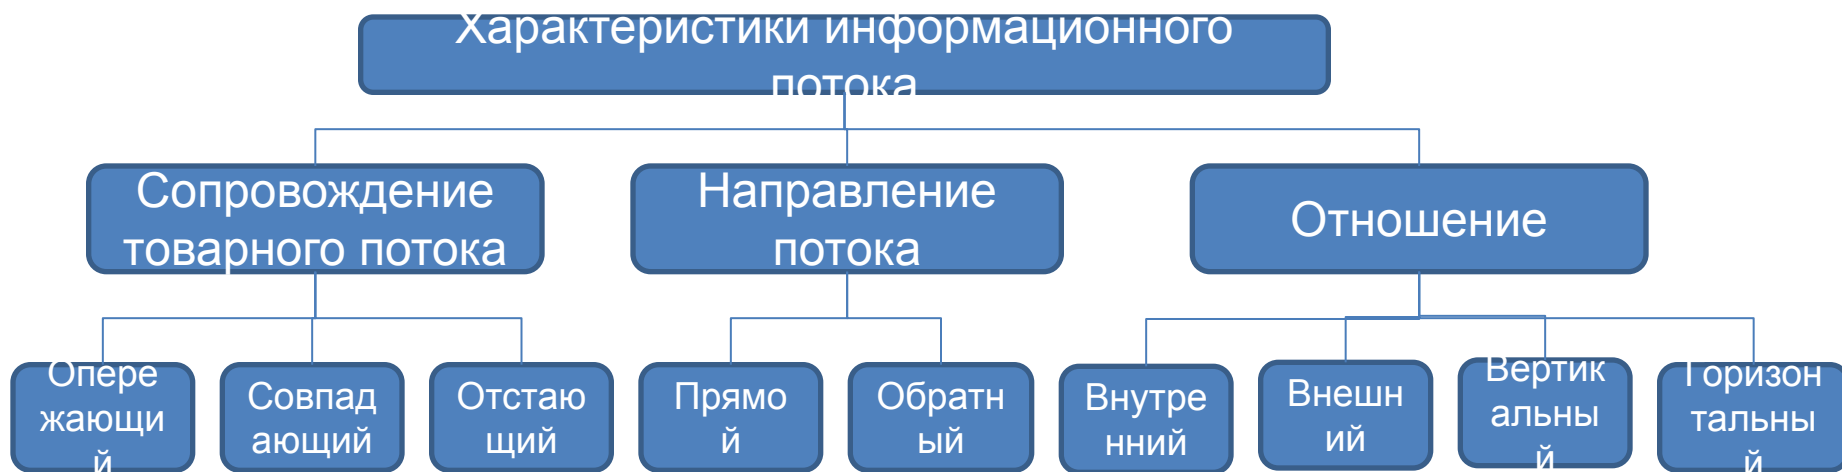 Характеристики информационного
потока
Сопровождение
товарного потока
Направление
потока
Отношение
Опере
жающи
й
Совпад
ающий
Отстаю
щий
Прямо
й
Обратн
ый
Внутре
нний
Внешн
ий
Вертик
альны
й
Горизон
тальны
й